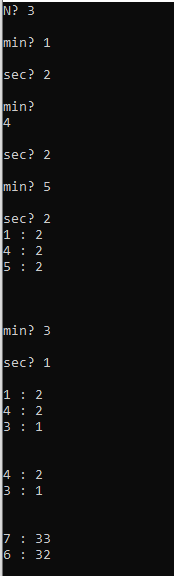 N? 3
min? 1
sec? 2
min?
4
sec? 2
min? 5
sec? 2
1 : 2
4 : 2
5 : 2
min? 3
sec? 1
1 : 2
4 : 2
3 : 1
4 : 2
3 : 1
7 : 33
6 : 32